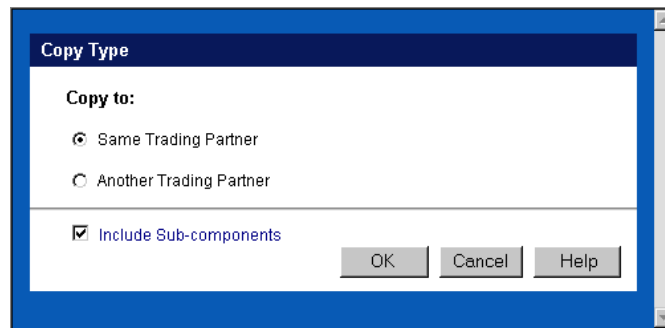 Copy Type
Copy to:
Same Trading Partner
Another Trading Partner
Include Sub-components
OK Cancel Help